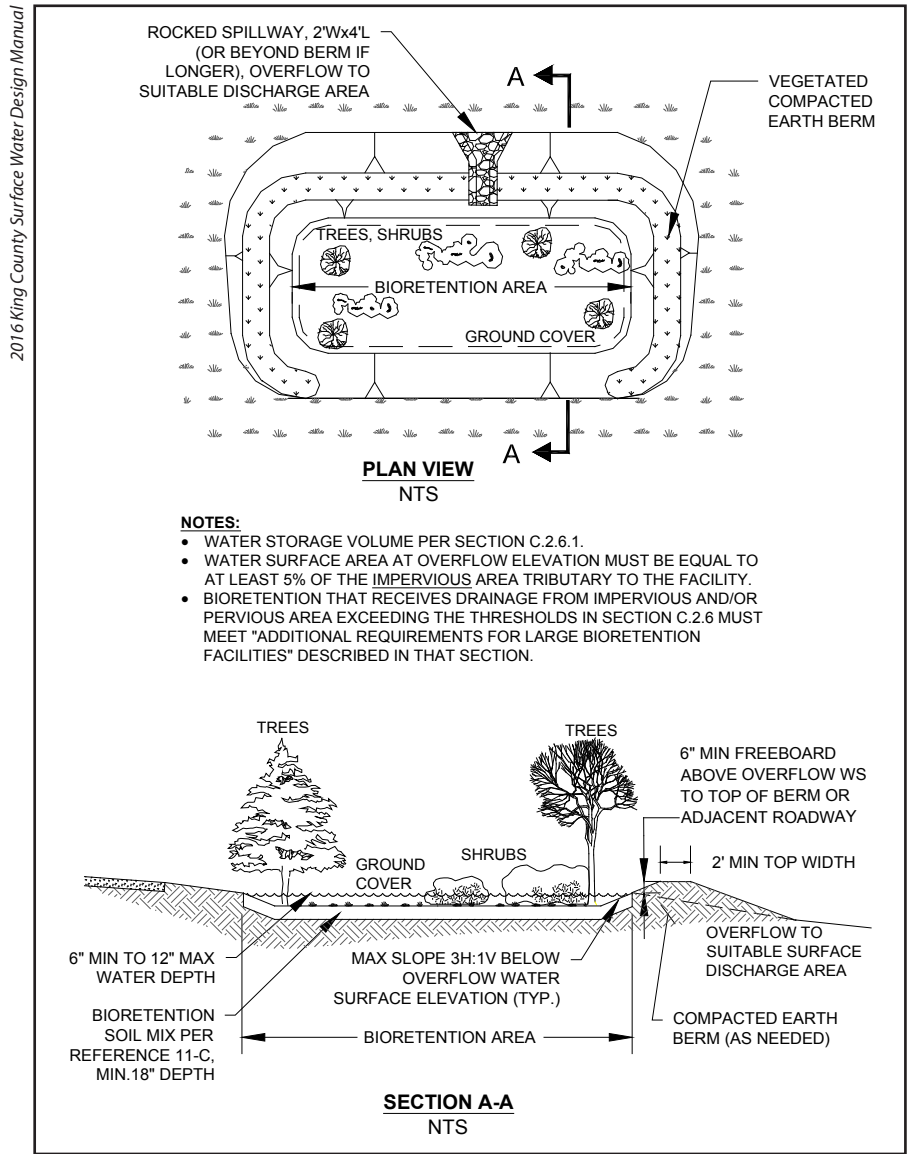 2016 King County Surface Water Design Manual
ROCKED SPILLWAY, 2'Wx4'L
(OR BEYOND BERM IF
LONGER), OVERFLOW TO
SUITABLE DISCHARGE AREA
A
VEGETATED
COMPACTED
EARTH BERM
TREES, SHRUBS
BIORETENTION AREA
GROUND COVER
A
PLAN VIEW
NTS
NOTES:
• WATER STORAGE VOLUME PER SECTION C.2.6.1.
• WATER SURFACE AREA AT OVERFLOW ELEVATION MUST BE EQUAL TO
AT LEAST 5% OF THE IMPERVIOUS AREA TRIBUTARY TO THE FACILITY.
• BIORETENTION THAT RECEIVES DRAINAGE FROM IMPERVIOUS AND/OR
PERVIOUS AREA EXCEEDING THE THRESHOLDS IN SECTION C.2.6 MUST
MEET "ADDITIONAL REQUIREMENTS FOR LARGE BIORETENTION
FACILITIES" DESCRIBED IN THAT SECTION.
TREES
TREES
6" MIN FREEBOARD
ABOVE OVERFLOW WS
TO TOP OF BERM OR
ADJACENT ROADWAY
GROUND
COVER
SHRUBS
2' MIN TOP WIDTH
6" MIN TO 12" MAX
WATER DEPTH
MAX SLOPE 3H:1V BELOW
OVERFLOW WATER
SURFACE ELEVATION (TYP.)
OVERFLOW TO
SUITABLE SURFACE
DISCHARGE AREA
BIORETENTION
SOIL MIX PER
REFERENCE 11-C,
MIN.18" DEPTH
BIORETENTION AREA
COMPACTED EARTH
BERM (AS NEEDED)
SECTION A-A
NTS